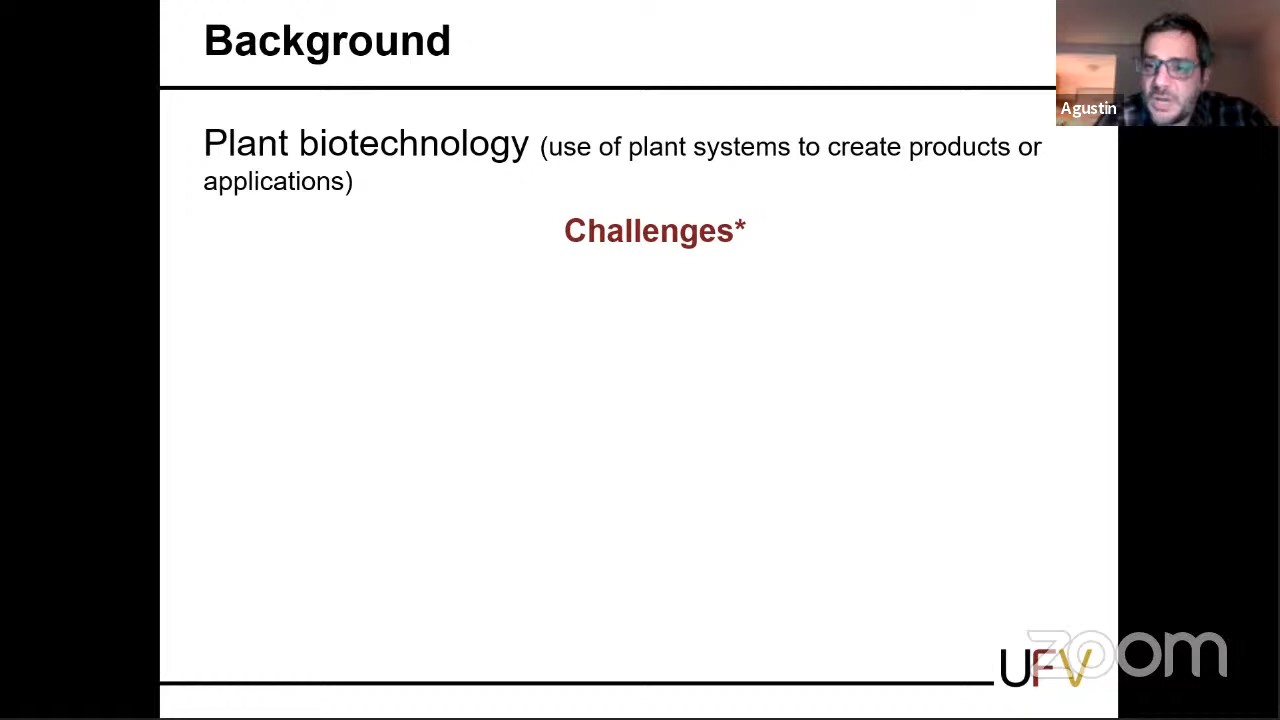 Background
Agustin
Plant biotechnology (use of plant systems to create products or
applications)
Challenges*
UFV
zoom